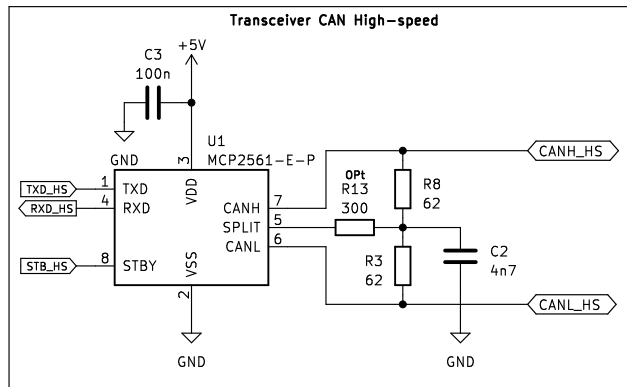 Transceiver CAN High-speed
+5V
C3
100n
GND
U1
MCP2561-E-P
3
VDD
TXD_HS
1
TXD
RXD_HS
4
RXD
STB_HS
8
STBY
VSS
2
GND
CANH
7
SPLIT
5
CANL
6
OPt
R13
300
R8
62
R3
62
C2
4n7
GND
CANH_HS
CANL_HS